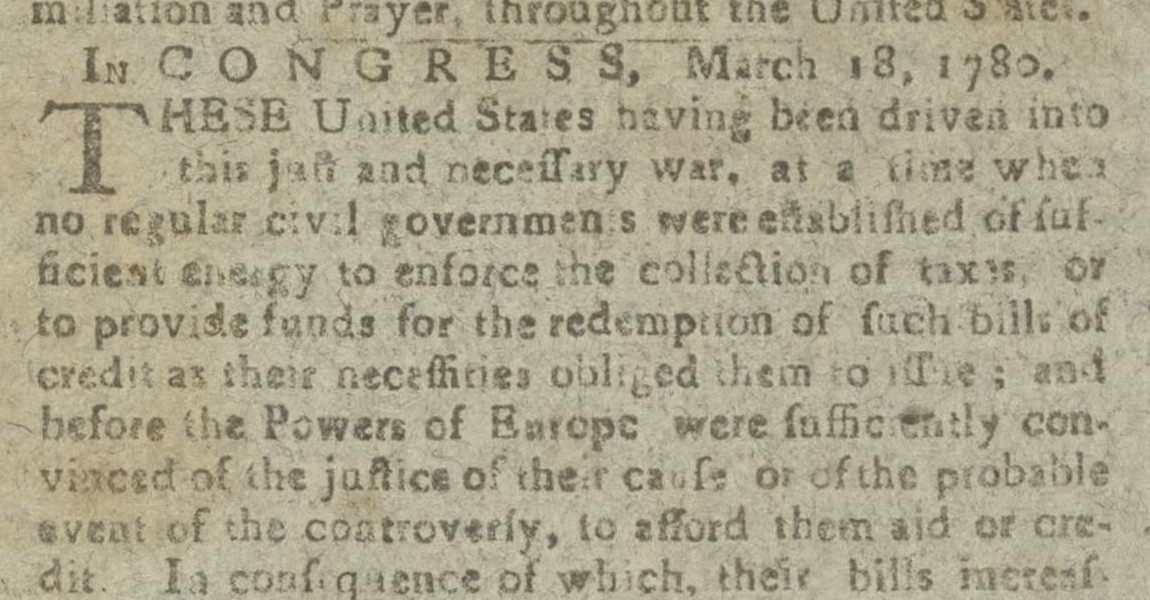 miliation and Prayer, throughout the United States.
IN CONGRESS, March 18, 1780.
THESE United States having been driven into
this juſt and neceſſary war, at a time when
no regular civil governments were eſtabliſhed of ſuf-
ficient energy to enforce the collection of taxes, or
to provide funds for the redemption of ſuch bills of
credit as their neceſſities obliged them to iſſue; and
before the Powers of Europe were ſufficiently con-
vinced of the juſtice of their cauſe or of the probable
event of the controverſy, to afford them aid or cre-
dit. In conſequence of which, their bills increaſ-